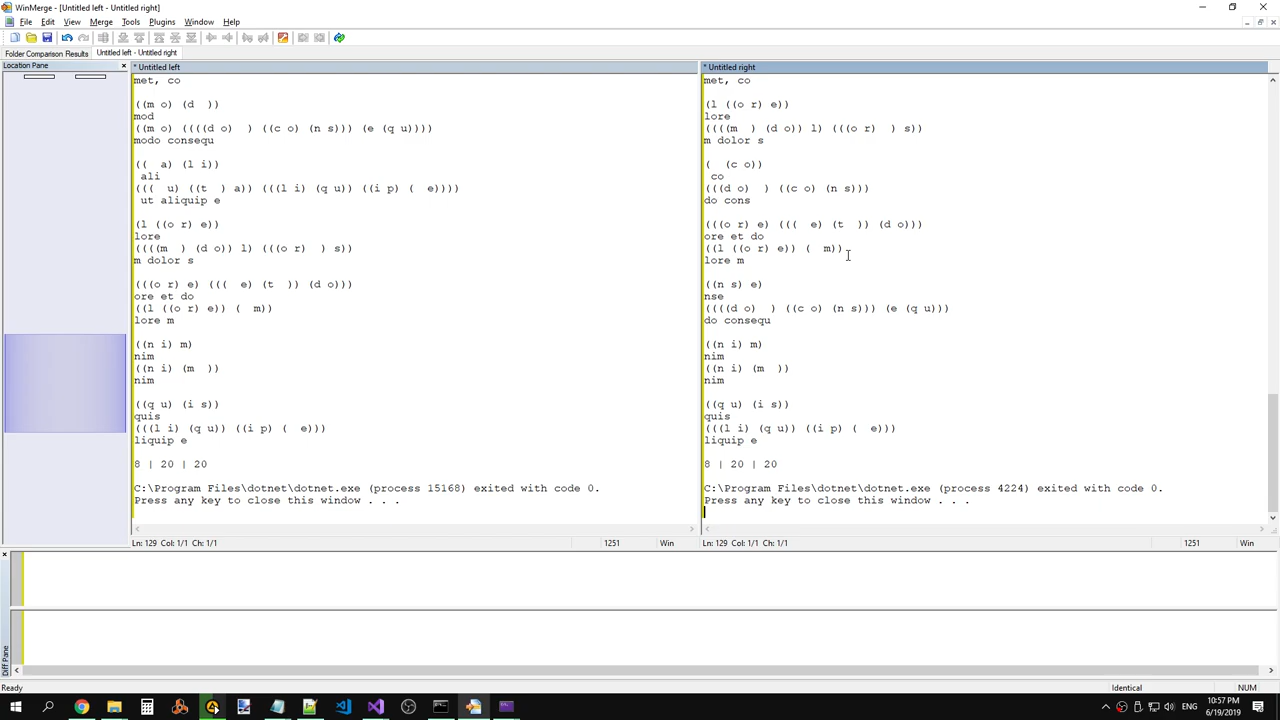 WinMerge - [Untitled left - Untitled right]
File Edit View Merge Tools Plugins Window Help
Folder Comparison Results Untitled left - Untitled right
Location Pane
* Untitled left
met, co
((m o) (d  ))
mod
((m o) ((((d o)  ) ((c o) (n s))) (e (q u))))
modo consequ
((  a) (l i))
ali
(((  u) ((t  ) a)) (((l i) (q u)) ((i p) (  e))))
ut aliquip e
(l ((o r) e))
lore
((((m  ) (d o)) l) (((o r)  ) s))
m dolor s
(((o r) e) (((  e) (t  )) (d o)))
ore et do
((l ((o r) e)) (  m))
lore m
((n i) m)
nim
((n i) (m  ))
nim
((q u) (i s))
quis
(((l i) (q u)) ((i p) (  e)))
liquip e
8 | 20 | 20
C:\Program Files\dotnet\dotnet.exe (process 15168) exited with code 0.
Press any key to close this window . . .
Ln: 129 Col: 1/1 Ch: 1/1 1251 Win
* Untitled right
met, co
(l ((o r) e))
lore
((((m  ) (d o)) l) (((o r)  ) s))
m dolor s
(  (c o))
co
(((d o)  ) ((c o) (n s)))
do cons
(((o r) e) (((  e) (t  )) (d o)))
ore et do
((l ((o r) e)) (  m))
lore m
((n s) e)
nse
((((d o)  ) ((c o) (n s))) (e (q u)))
do consequ
((n i) m)
nim
((n i) (m  ))
nim
((q u) (i s))
quis
(((l i) (q u)) ((i p) (  e)))
liquip e
8 | 20 | 20
C:\Program Files\dotnet\dotnet.exe (process 4224) exited with code 0.
Press any key to close this window . . .
Ln: 129 Col: 1/1 Ch: 1/1 1251 Win
Diff Pane
Ready Identical NUM
ENG 10:57 PM
6/19/2019